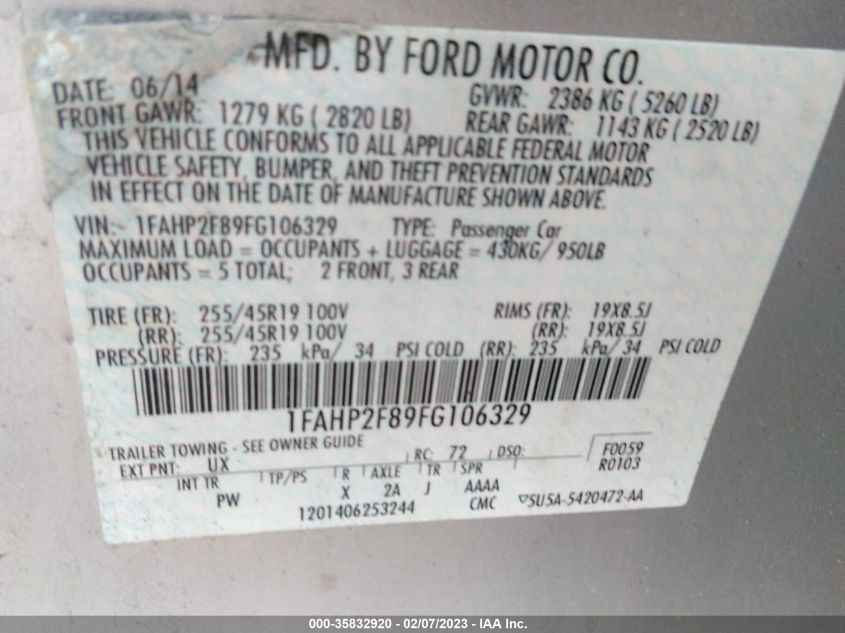 MFD. BY FORD MOTOR CO.
DATE: 06/14 GVWR: 2386 KG ( 5260 LB)
FRONT GAWR: 1279 KG ( 2820 LB) REAR GAWR: 1143 KG ( 2520 LB)
THIS VEHICLE CONFORMS TO ALL APPLICABLE FEDERAL MOTOR
VEHICLE SAFETY, BUMPER, AND THEFT PREVENTION STANDARDS
IN EFFECT ON THE DATE OF MANUFACTURE SHOWN ABOVE.
VIN:- 1FAHP2F89FG106329 TYPE: Passenger Car
MAXIMUM LOAD = OCCUPANTS + LUGGAGE = 430KG/ 950LB
OCCUPANTS = 5 TOTAL; 2 FRONT, 3 REAR
TIRE (FR): 255/45R19 100V RIMS (FR): 19X8.5J
(RR): 255/45R19 100V (RR): 19X8.5J
PRESSURE (FR): 235 kPa/ 34 PSI COLD (RR): 235 kPa/ 34 PSI COLD
1FAHP2F89FG106329
TRAILER TOWING - SEE OWNER GUIDE
EXT PNT: UX RC: 72 DSO: F0059
R0103
INT TR TP/PS R AXLE TR SPR
PW X 2A J AAAA
1201406253244 CMC ▽5U5A-5420472-AA
000-35832920 - 02/07/2023 - IAA Inc.